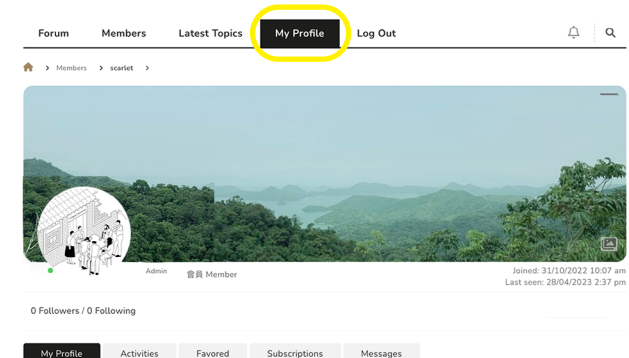 Forum Members Latest Topics My Profile Log Out
Members scarlet
Admin 會員 Member Joined: 31/10/2022 10:07 am
Last seen: 28/04/2023 2:37 pm
0 Followers / 0 Following
My Profile Activities Favored Subscriptions Messages